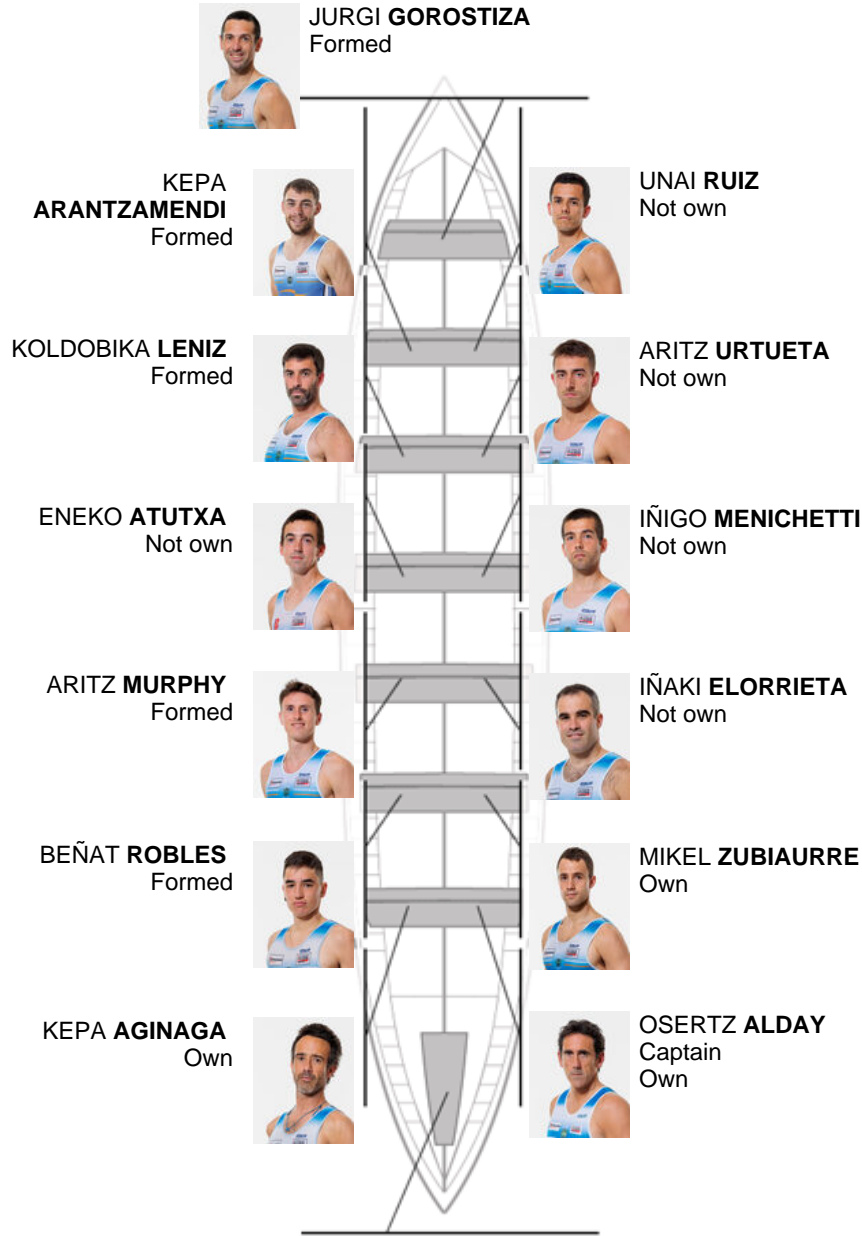 JURGI GOROSTIZA
Formed
KEPA
ARANTZAMENDI
Formed
UNAI RUIZ
Not own
KOLDOBIKA LENIZ
Formed
ARITZ URTUETA
Not own
ENEKO ATUTXA
Not own
IÑIGO MENICHETTI
Not own
ARITZ MURPHY
Formed
IÑAKI ELORRIETA
Not own
BEÑAT ROBLES
Formed
MIKEL ZUBIAURRE
Own
KEPA AGINAGA
Own
OSERTZ ALDAY
Captain
Own